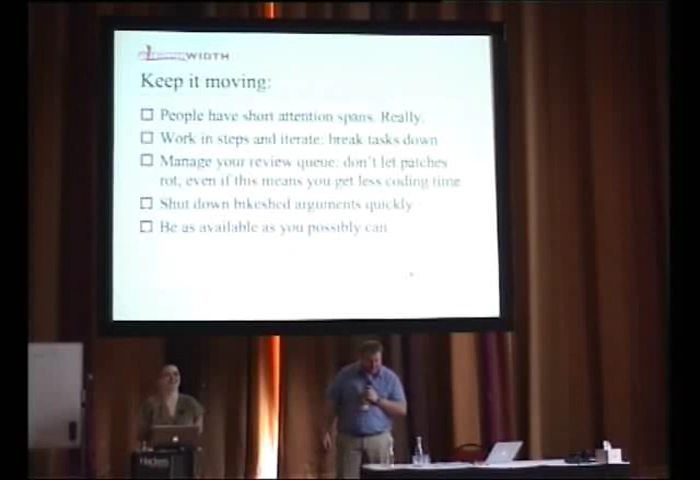 WIDTH
Keep it moving:
People have short attention spans. Really.
Work in steps and iterate: break tasks down
Manage your review queue: don't let patches
rot, even if this means you get less coding time
Shut down bikeshed arguments quickly
Be as available as you possibly can